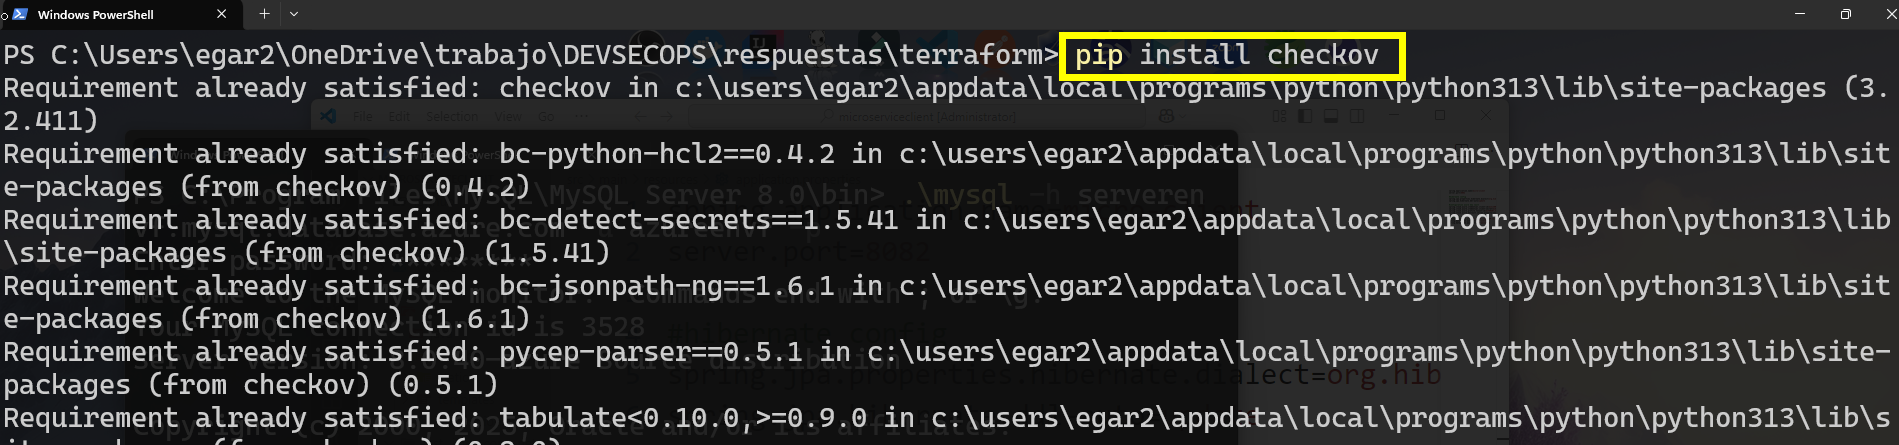 Windows PowerShell
PS C:\Users\egar2\OneDrive\trabajo\DEVSECOPS\respuestas\terraform> pip install checkov
Requirement already satisfied: checkov in c:\users\egar2\appdata\local\programs\python\python313\lib\site-packages (3.
2.411)
Requirement already satisfied: bc-python-hcl2==0.4.2 in c:\users\egar2\appdata\local\programs\python\python313\lib\sit
e-packages (from checkov) (0.4.2)
Requirement already satisfied: bc-detect-secrets==1.5.41 in c:\users\egar2\appdata\local\programs\python\python313\lib
\site-packages (from checkov) (1.5.41)
Requirement already satisfied: bc-jsonpath-ng==1.6.1 in c:\users\egar2\appdata\local\programs\python\python313\lib\sit
e-packages (from checkov) (1.6.1)
Requirement already satisfied: pycep-parser==0.5.1 in c:\users\egar2\appdata\local\programs\python\python313\lib\site-
packages (from checkov) (0.5.1)
Requirement already satisfied: tabulate<0.10.0,>=0.9.0 in c:\users\egar2\appdata\local\programs\python\python313\lib\s